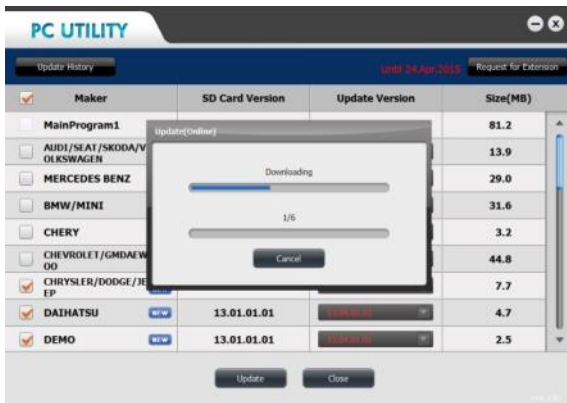 PC UTILITY
Update History
Until 24.Apr.2015
Request for Extension
Maker SD Card Version Update Version Size(MB)
MainProgram1 81.2
AUDI/SEAT/SKODA/V
OLKSWAGEN 13.9
MERCEDES BENZ 29.0
BMW/MINI 31.6
CHERY 3.2
CHEVROLET/GMDAEW
OO 44.8
CHRYSLER/DODGE/JE
EP 7.7
DAIHATSU NEW 13.01.01.01 4.7
DEMO NEW 13.01.01.01 2.5
Update(Online)
Downloading
1/6
Cancel
Update Close